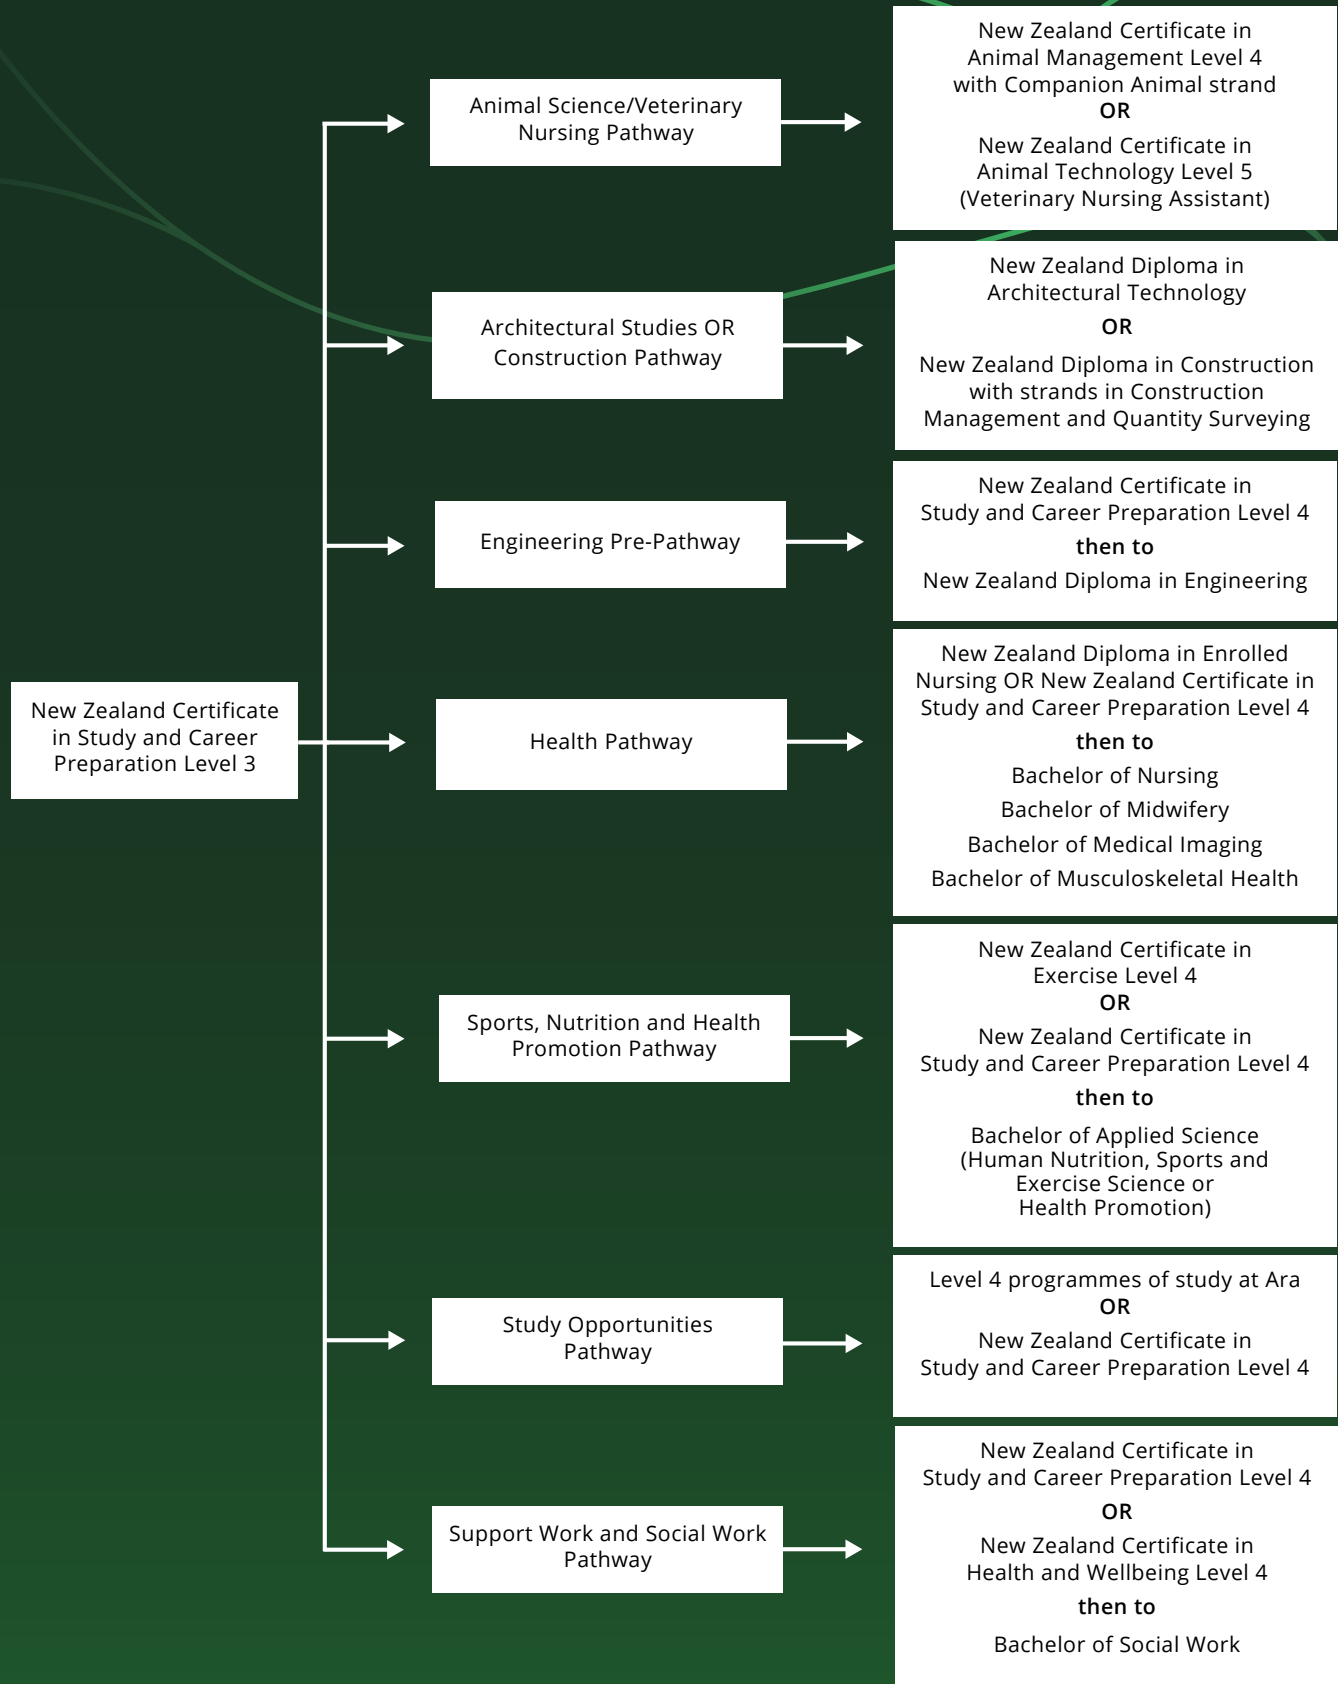 New Zealand Certificate
in Study and Career
Preparation Level 3
Animal Science/Veterinary
Nursing Pathway
New Zealand Certificate in
Animal Management Level 4
with Companion Animal strand
OR
New Zealand Certificate in
Animal Technology Level 5
(Veterinary Nursing Assistant)
Architectural Studies OR
Construction Pathway
New Zealand Diploma in
Architectural Technology
OR
New Zealand Diploma in Construction
with strands in Construction
Management and Quantity Surveying
Engineering Pre-Pathway
New Zealand Certificate in
Study and Career Preparation Level 4
then to
New Zealand Diploma in Engineering
Health Pathway
New Zealand Diploma in Enrolled
Nursing OR New Zealand Certificate in
Study and Career Preparation Level 4
then to
Bachelor of Nursing
Bachelor of Midwifery
Bachelor of Medical Imaging
Bachelor of Musculoskeletal Health
Sports, Nutrition and Health
Promotion Pathway
New Zealand Certificate in
Exercise Level 4
OR
New Zealand Certificate in
Study and Career Preparation Level 4
then to
Bachelor of Applied Science
(Human Nutrition, Sports and
Exercise Science or
Health Promotion)
Study Opportunities
Pathway
Level 4 programmes of study at Ara
OR
New Zealand Certificate in
Study and Career Preparation Level 4
Support Work and Social Work
Pathway
New Zealand Certificate in
Study and Career Preparation Level 4
OR
New Zealand Certificate in
Health and Wellbeing Level 4
then to
Bachelor of Social Work